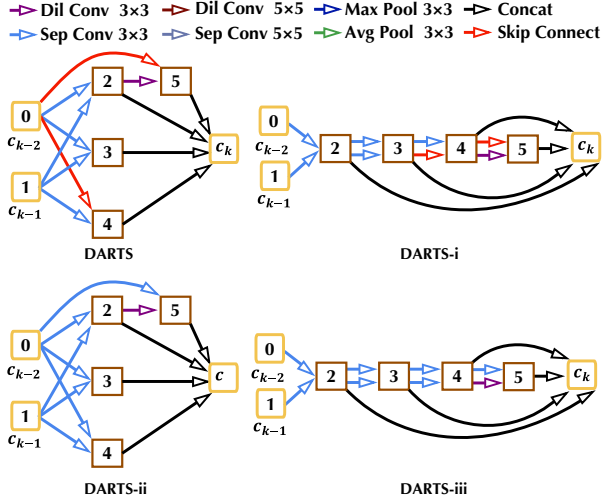 Dil Conv 3×3 Dil Conv 5×5 Max Pool 3×3 Concat
Sep Conv 3×3 Sep Conv 5×5 Avg Pool 3×3 Skip Connect
0
c_{k-2}
1
c_{k-1}
2
5
3
4
c_k
DARTS
0
c_{k-2}
1
c_{k-1}
2
3
4
5
c_k
DARTS-i
0
c_{k-2}
1
c_{k-1}
2
5
3
4
c
DARTS-ii
0
c_{k-2}
1
c_{k-1}
2
3
4
5
c_k
DARTS-iii